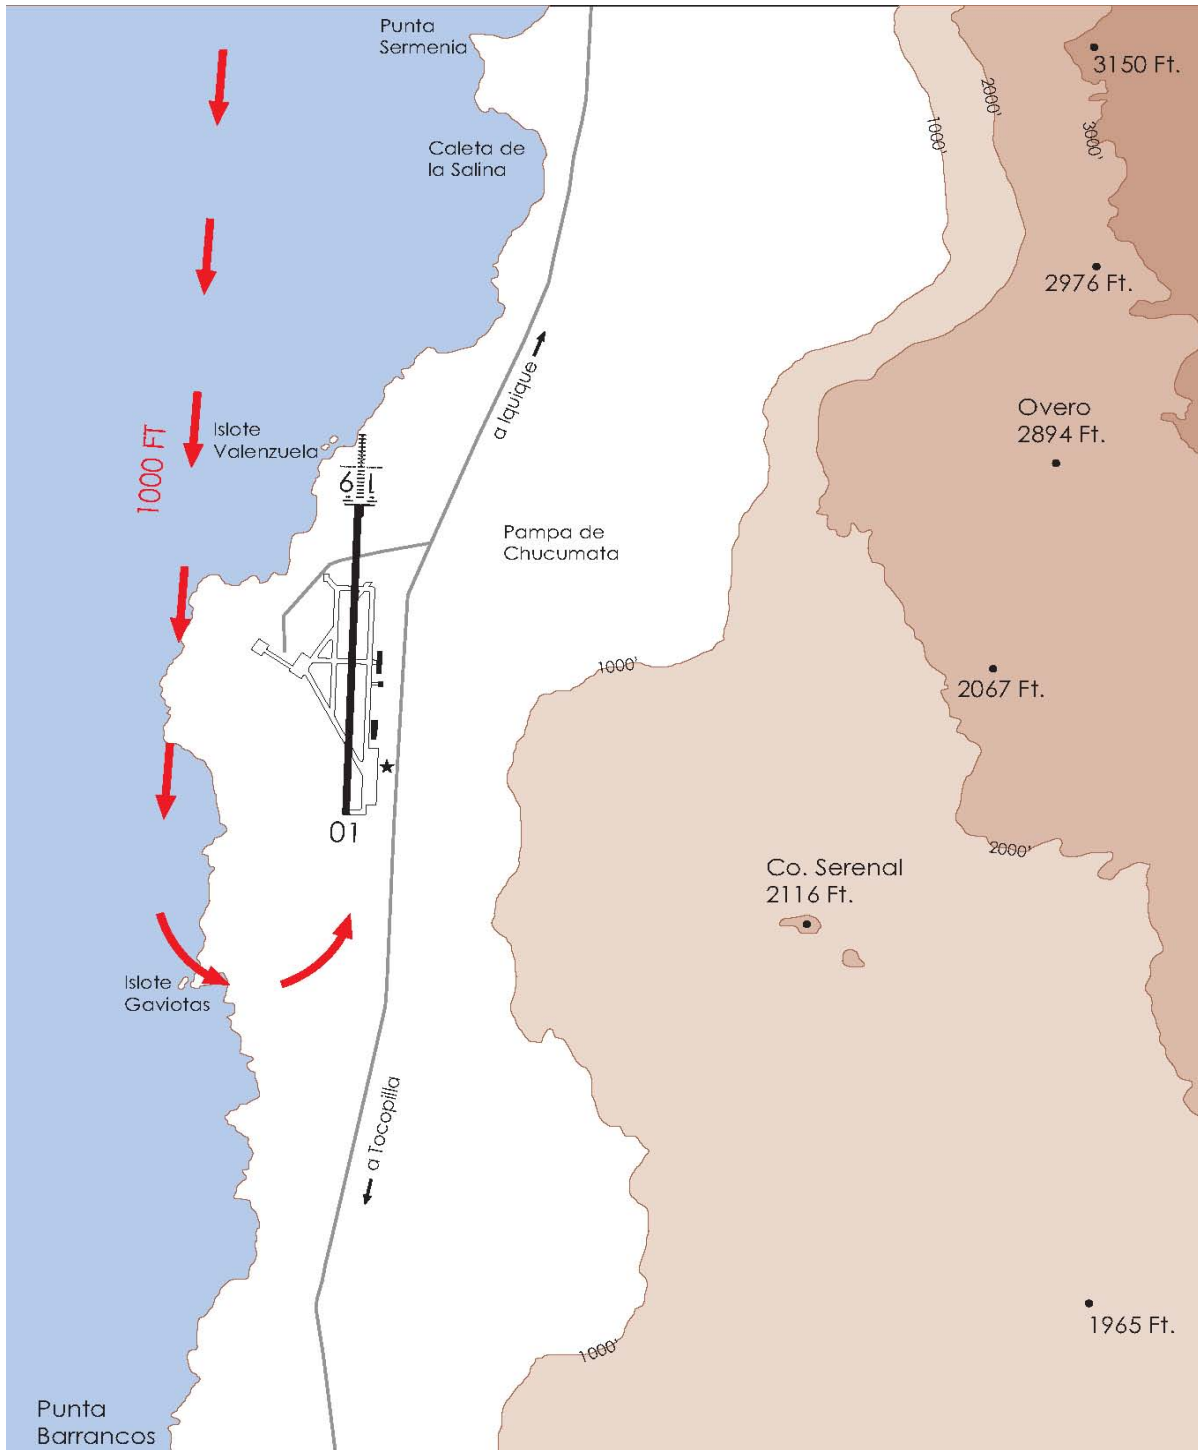 Punta
Sermenia
3150 Ft.
2000'
1000'
3000'
Caleta de
la Salina
2976 Ft.
a Iquique
Overo
2894 Ft.
1000 FT
Islote
Valenzuela
19
Pampa de
Chucumata
1000'
2067 Ft.
01
2000'
Co. Serenal
2116 Ft.
Islote
Gaviotas
a Tocopilla
1965 Ft.
1000'
Punta
Barrancos